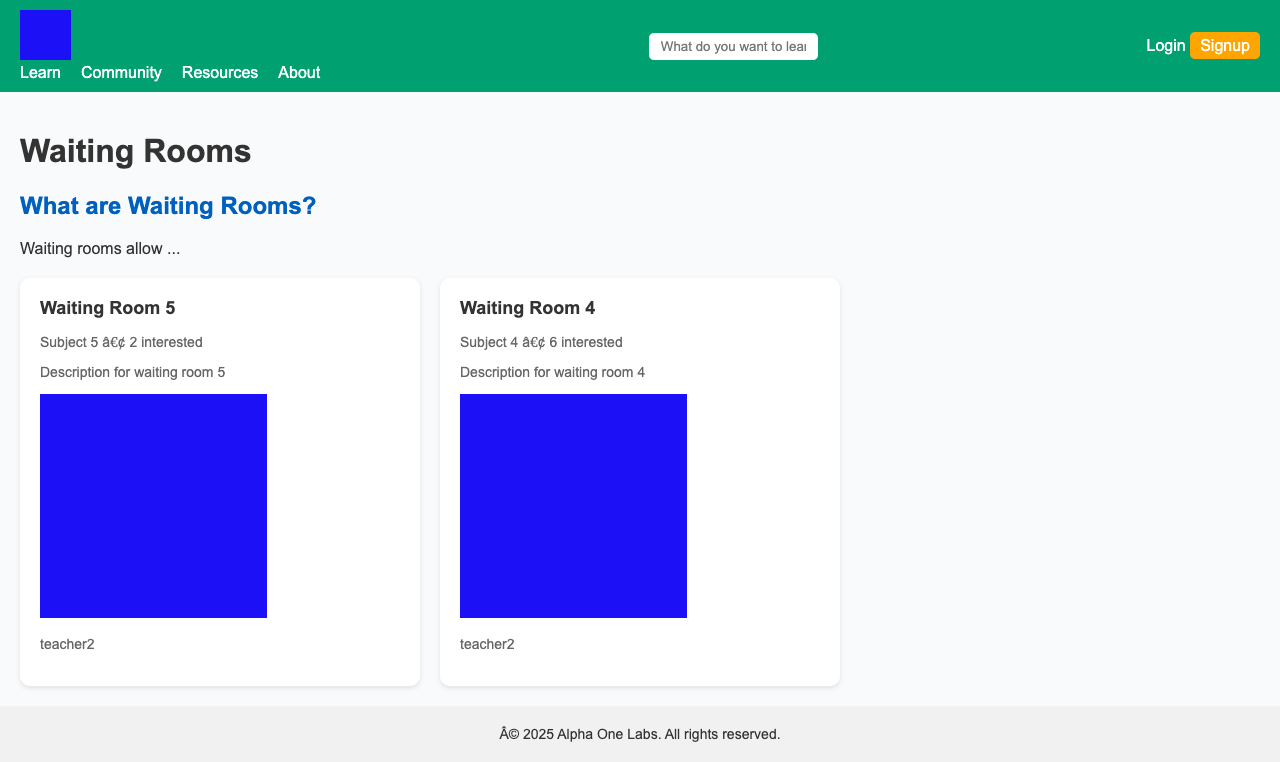 What do you want to lear
Login Signup
Learn Community Resources About
Waiting Rooms
What are Waiting Rooms?
Waiting rooms allow ...
Waiting Room 5
Subject 5 â€¢ 2 interested
Description for waiting room 5
teacher2
Waiting Room 4
Subject 4 â€¢ 6 interested
Description for waiting room 4
teacher2
Â© 2025 Alpha One Labs. All rights reserved.